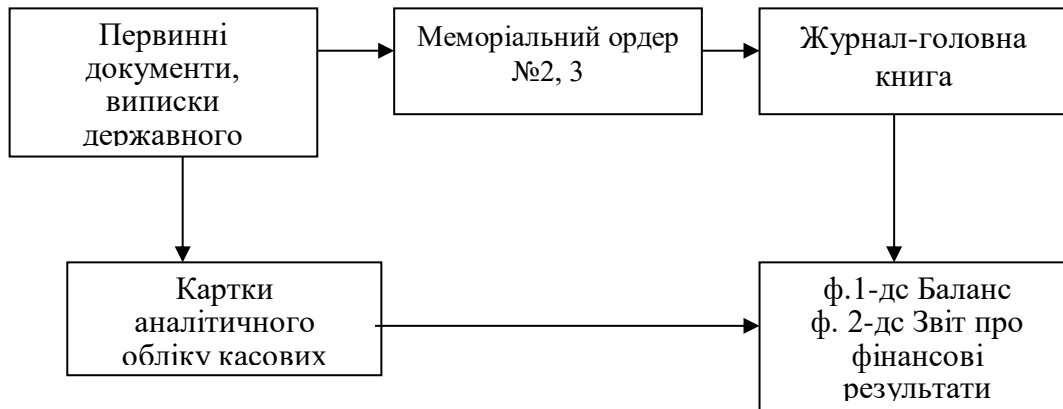 Первинні
документи,
виписки
державного
Меморіальний ордер
№2, 3
Журнал-головна
книга
Картки
аналітичного
обліку касових
ф.1-дс Баланс
ф. 2-дс Звіт про
фінансові
результати